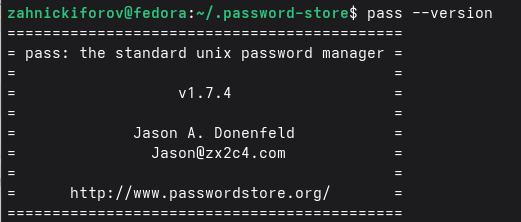 zahnickiforov@fedora:~/.password-store$ pass --version
============================================
= pass: the standard unix password manager =
=                                          =
=                  v1.7.4                  =
=                                          =
=             Jason A. Donenfeld           =
=               Jason@zx2c4.com            =
=                                          =
=      http://www.passwordstore.org/       =
============================================